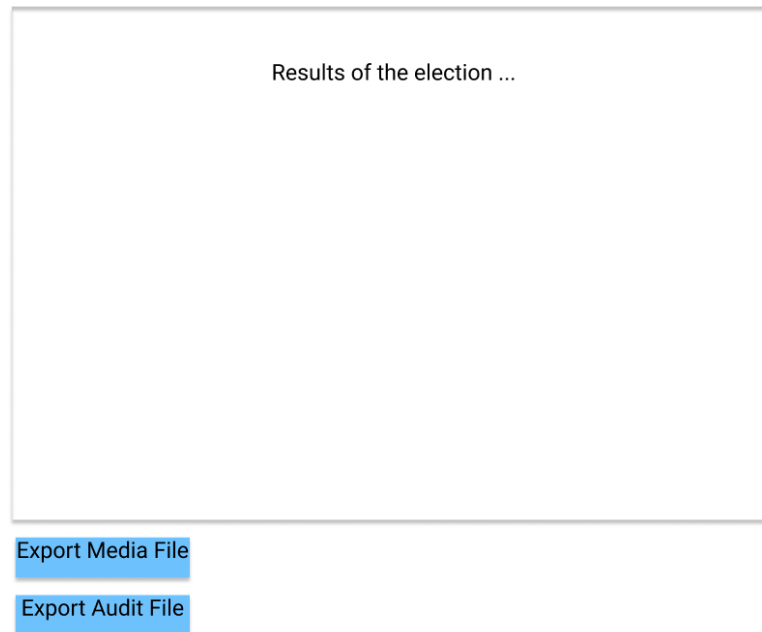 Results of the election ...
Export Media File
Export Audit File